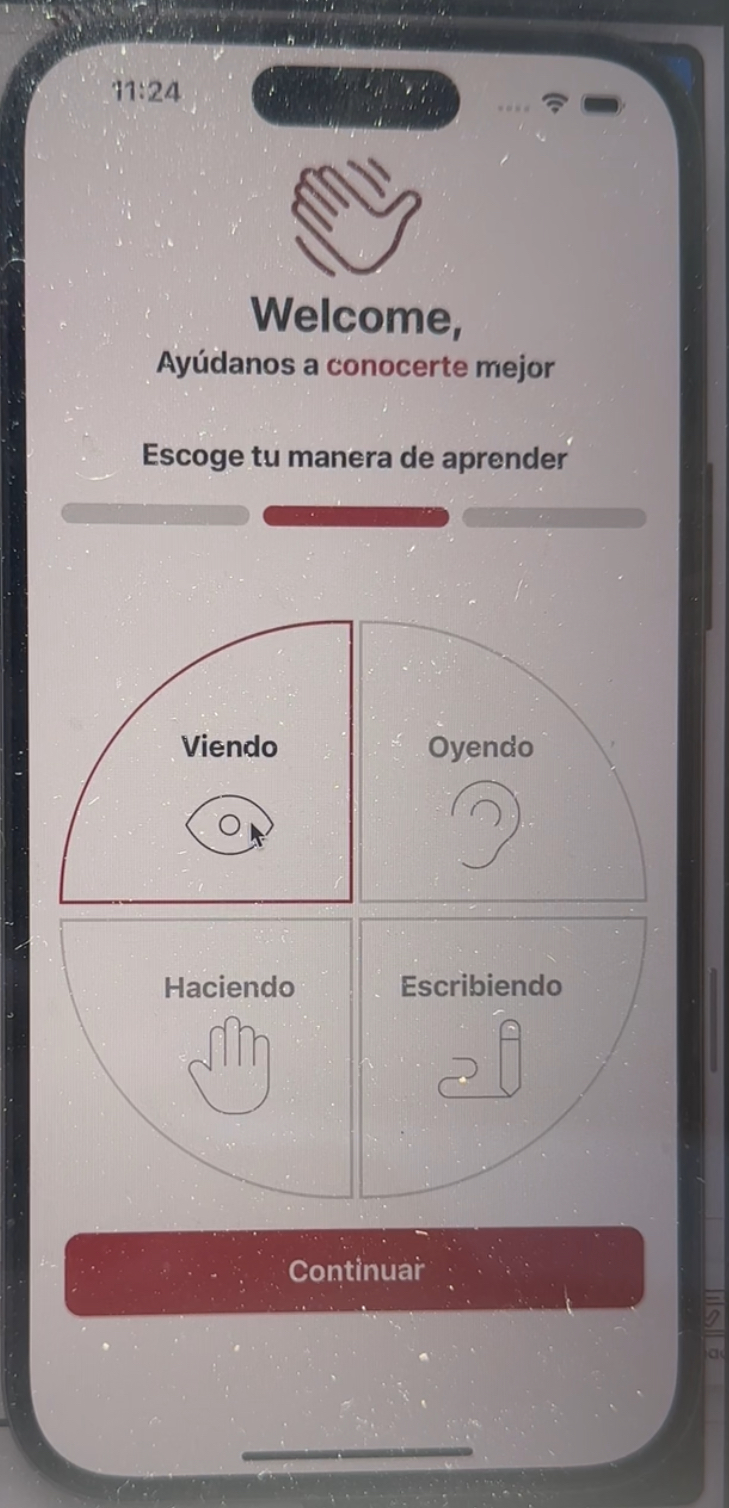 11:24
Welcome,
Ayúdanos a conocerte mejor
Escoge tu manera de aprender
Viendo
Oyendo
Haciendo
Escribiendo
Continuar